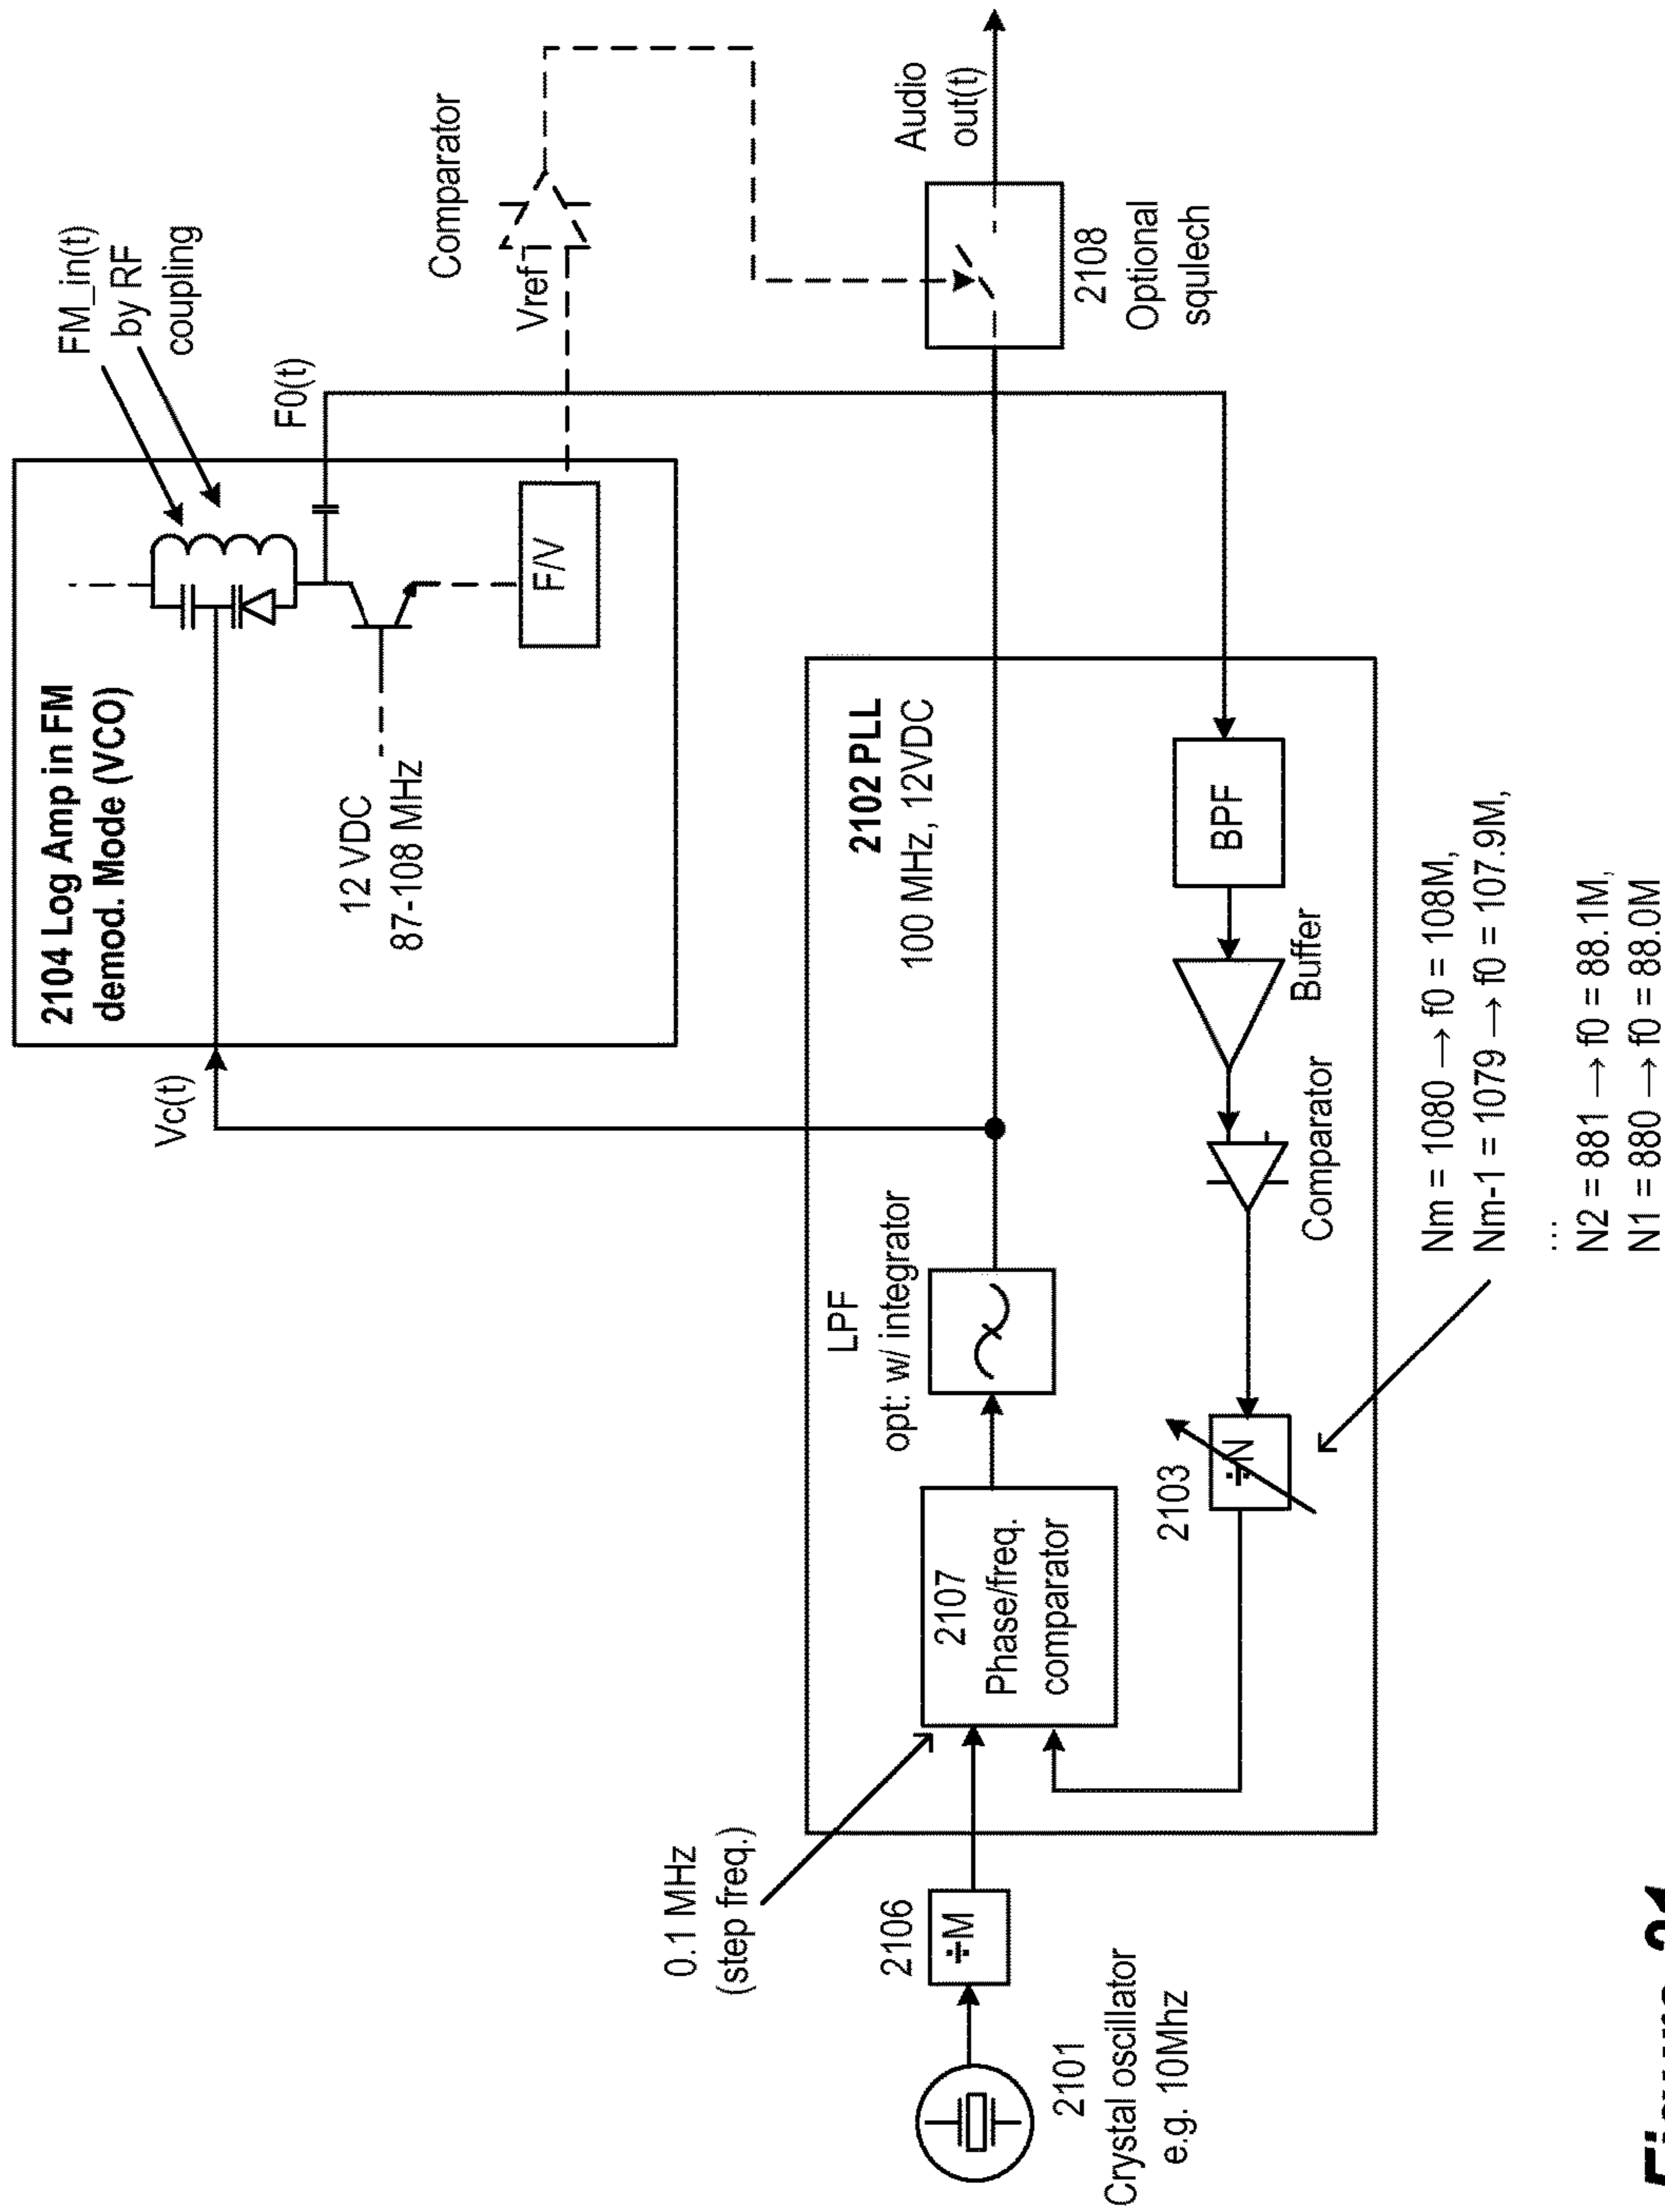 2104 Log Amp in FM
demod. Mode (VCO)
12 VDC
87-108 MHz
F/V
FM_in(t)
by RF
coupling
F0(t)
Vc(t)
Comparator
Vref
Audio
out(t)
2108
Optional
squlech
2102 PLL
100 MHz, 12VDC
LPF
opt: w/ integrator
BPF
Buffer
Comparator
2107
Phase/freq.
comparator
2103
÷N
0.1 MHz
(step freq.)
2106
÷M
2101
Crystal oscillator
e.g. 10Mhz
Nm = 1080 → f0 = 108M,
Nm-1 = 1079 → f0 = 107.9M,
...
N2 = 881 → f0 = 88.1M,
N1 = 880 → f0 = 88.0M
Figure 21